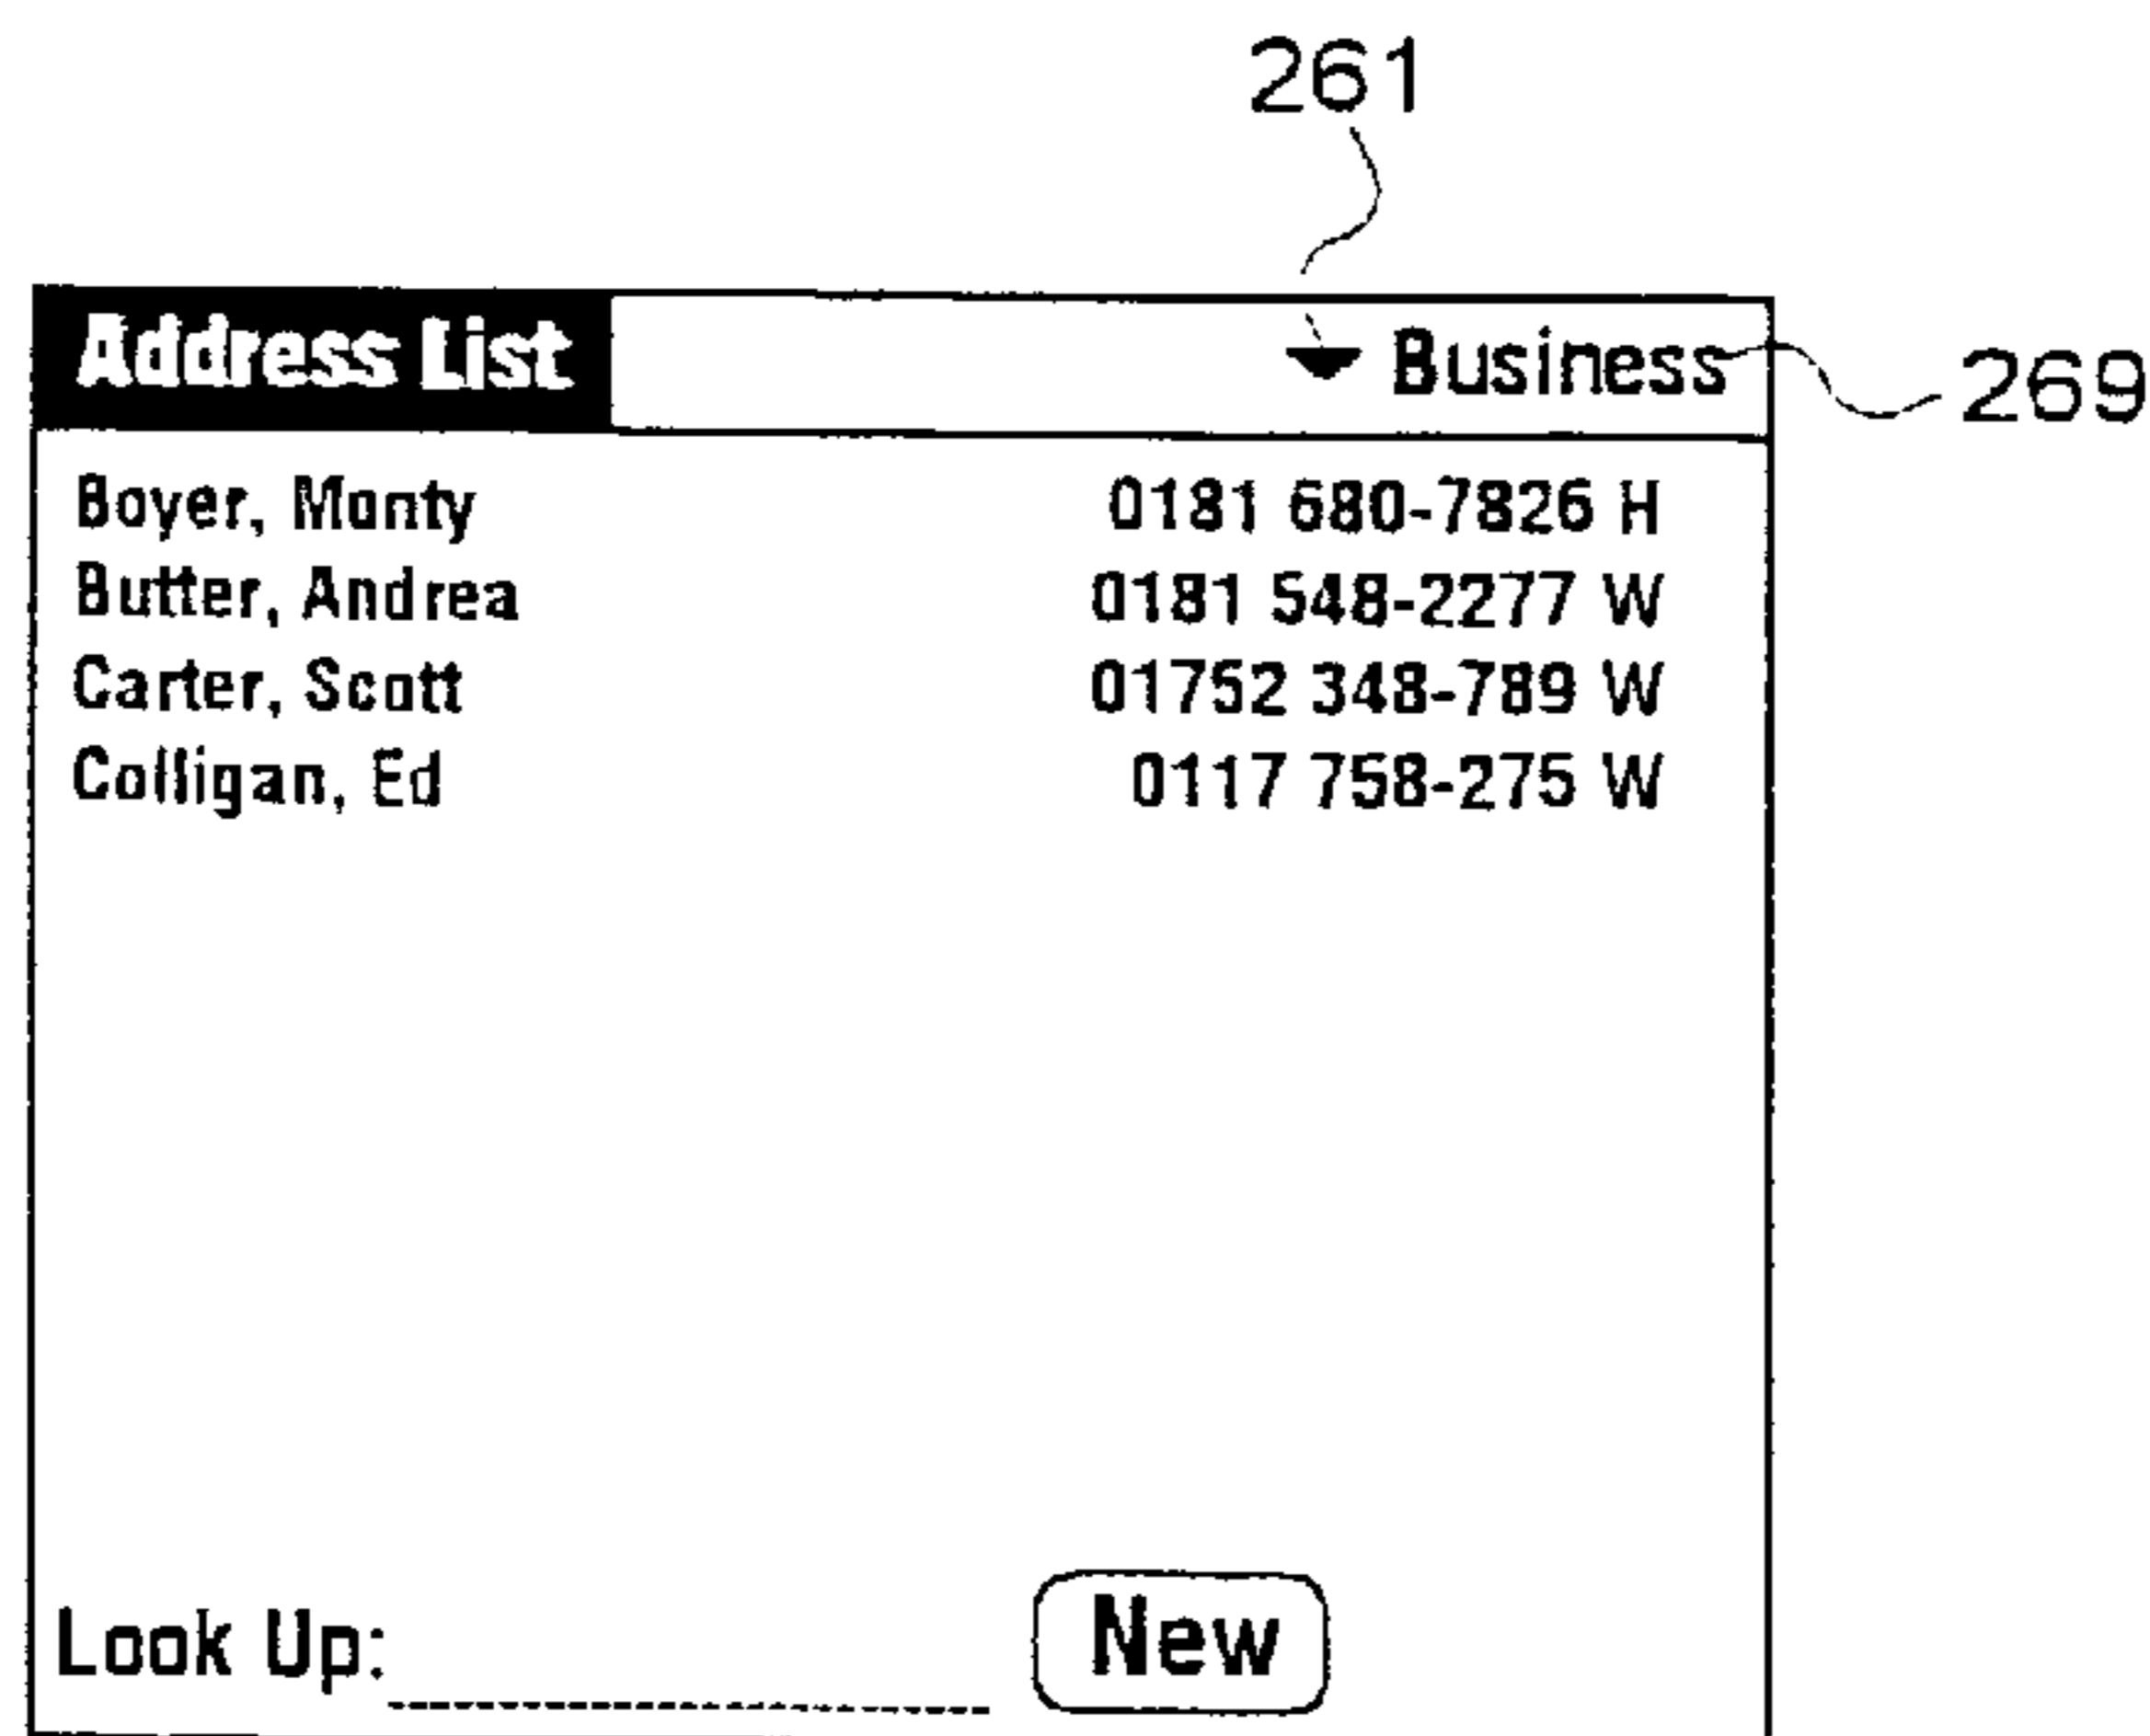 261
Address List Business 269
Boyer, Monty 0181 680-7826 H
Butter, Andrea 0181 548-2277 W
Carter, Scott 01752 348-789 W
Colligan, Ed 0117 758-275 W
Look Up: New